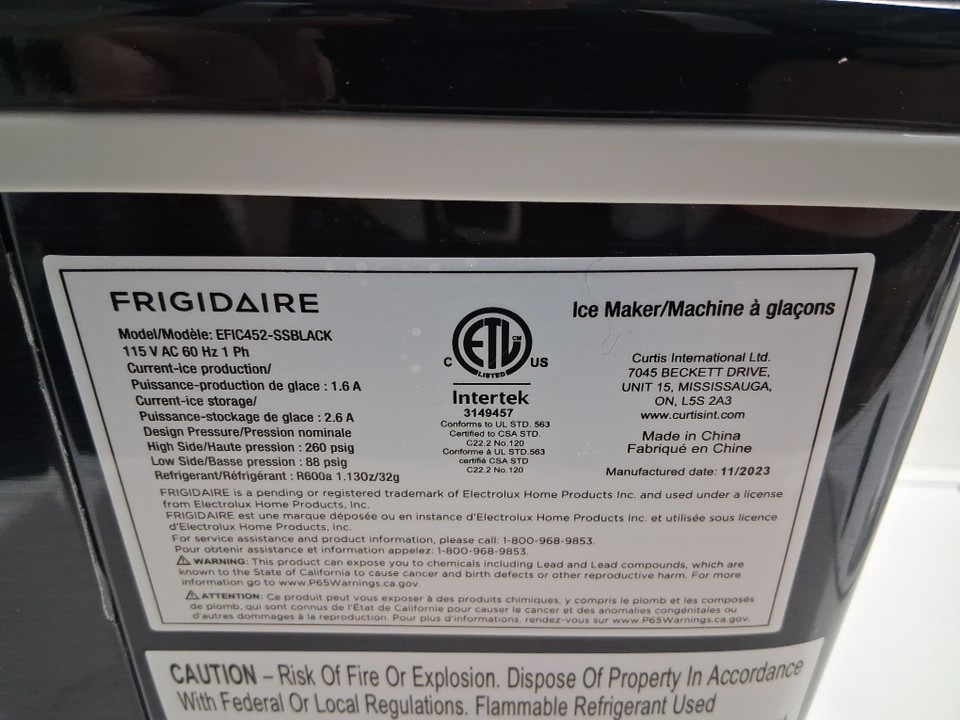 FRIGIDAIRE
Model/Modèle: EFIC452-SSBLACK
115 V AC 60 Hz 1 Ph
Current-ice production/
Puissance-production de glace : 1.6 A
Current-ice storage/
Puissance-stockage de glace : 2.6 A
Design Pressure/Pression nominale
High Side/Haute pression : 260 psig
Low Side/Basse pression : 88 psig
Refrigerant/Réfrigérant : R600a 1.13oz/32g
C ETL US
CM
LISTED
Intertek
3149457
Conforms to UL STD. 563
Certified to CSA STD.
C22.2 No.120
Conforme à UL STD.563
certifié CSA STD
C22.2 No.120
Ice Maker/Machine à glaçons
Curtis International Ltd.
7045 BECKETT DRIVE,
UNIT 15, MISSISSAUGA,
ON, L5S 2A3
www.curtisint.com
Made in China
Fabriqué en Chine
Manufactured date: 11/2023
FRIGIDAIRE is a pending or registered trademark of Electrolux Home Products Inc. and used under a license
from Electrolux Home Products, Inc.
FRIGIDAIRE est une marque déposée ou en instance d'Electrolux Home Products Inc. et utilisée sous licence
d'Electrolux Home Products, Inc.
For service assistance and product information, please call: 1-800-968-9853.
Pour obtenir assistance et information appelez: 1-800-968-9853.
WARNING: This product can expose you to chemicals including Lead and Lead compounds, which are
known to the State of California to cause cancer and birth defects or other reproductive harm. For more
information go to www.P65Warnings.ca.gov.
ATTENTION: Ce produit peut vous exposer à des produits chimiques, y compris le plomb et les composés
de plomb, qui sont connus de l'État de Californie pour causer le cancer et des anomalies congénitales ou
d'autres dommages à la reproduction. Pour plus d'informations, rendez-vous sur www.P65Warnings.ca.gov.
CAUTION – Risk Of Fire Or Explosion. Dispose Of Property In Accordance
With Federal Or Local Regulations. Flammable Refrigerant Used